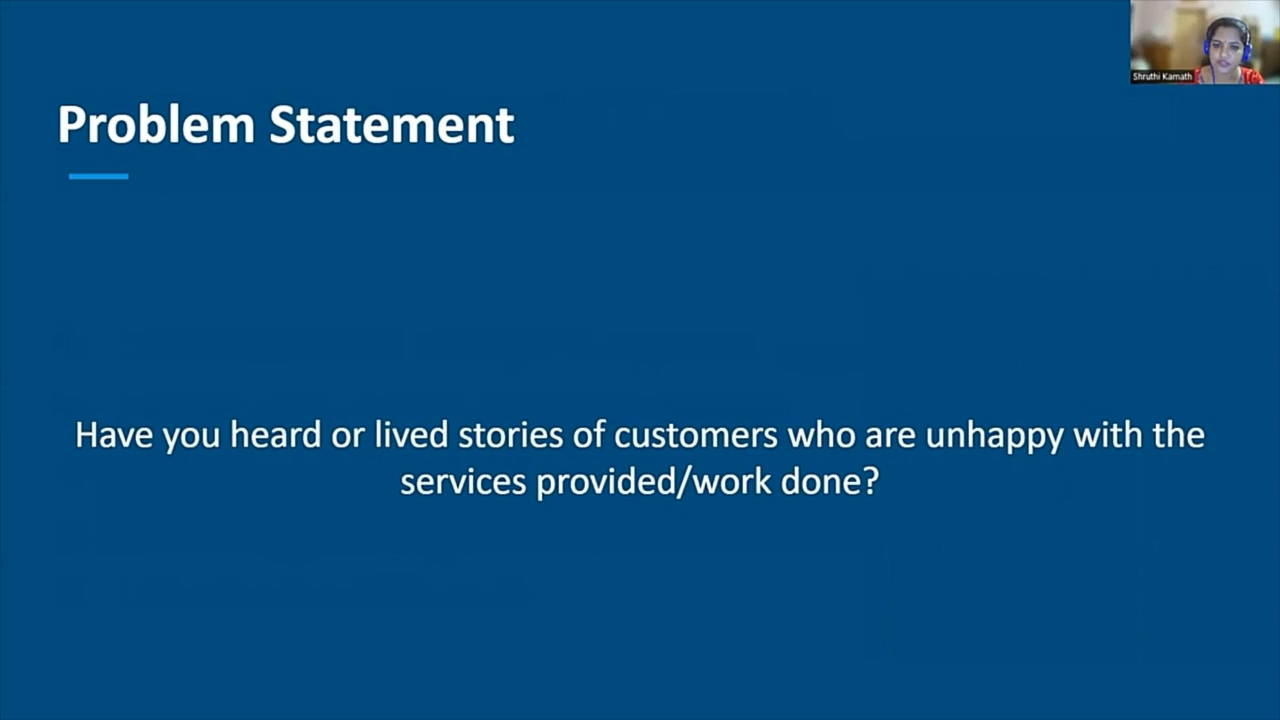 Shruthi Kamath
Problem Statement
Have you heard or lived stories of customers who are unhappy with the
services provided/work done?